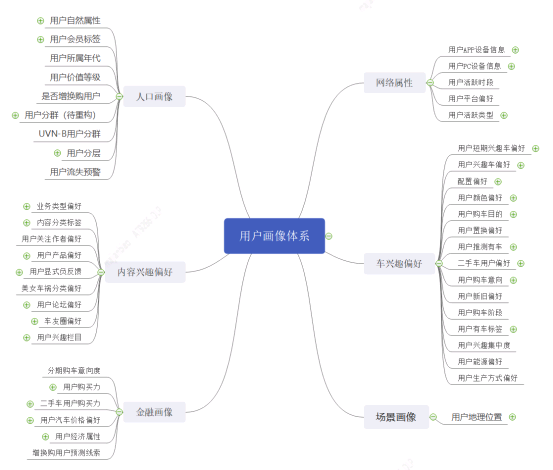 用户画像体系
人口画像
用户自然属性
用户会员标签
用户所属年代
用户价值等级
是否增换购用户
用户分群（待重构）
UVN-B用户分群
用户分层
用户流失预警
内容兴趣偏好
业务类型偏好
内容分类标签
用户关注作者偏好
用户产品偏好
用户显式负反馈
美女车祸分类偏好
用户论坛偏好
车友圈偏好
用户兴趣栏目
金融画像
分期购车意向度
用户购买力
二手车用户购买力
用户汽车价格偏好
用户经济属性
增换购用户预测线索
网络属性
用户APP设备信息
用户PC设备信息
用户活跃时段
用户平台偏好
用户活跃类型
车兴趣偏好
用户短期兴趣车偏好
用户兴趣车偏好
配置偏好
用户颜色偏好
用户购车目的
用户置换偏好
用户推测有车
二手车用户偏好
用户购车意向
用户新旧偏好
用户购车阶段
用户有车标签
用户兴趣集中度
用户能源偏好
用户生产方式偏好
场景画像
用户地理位置